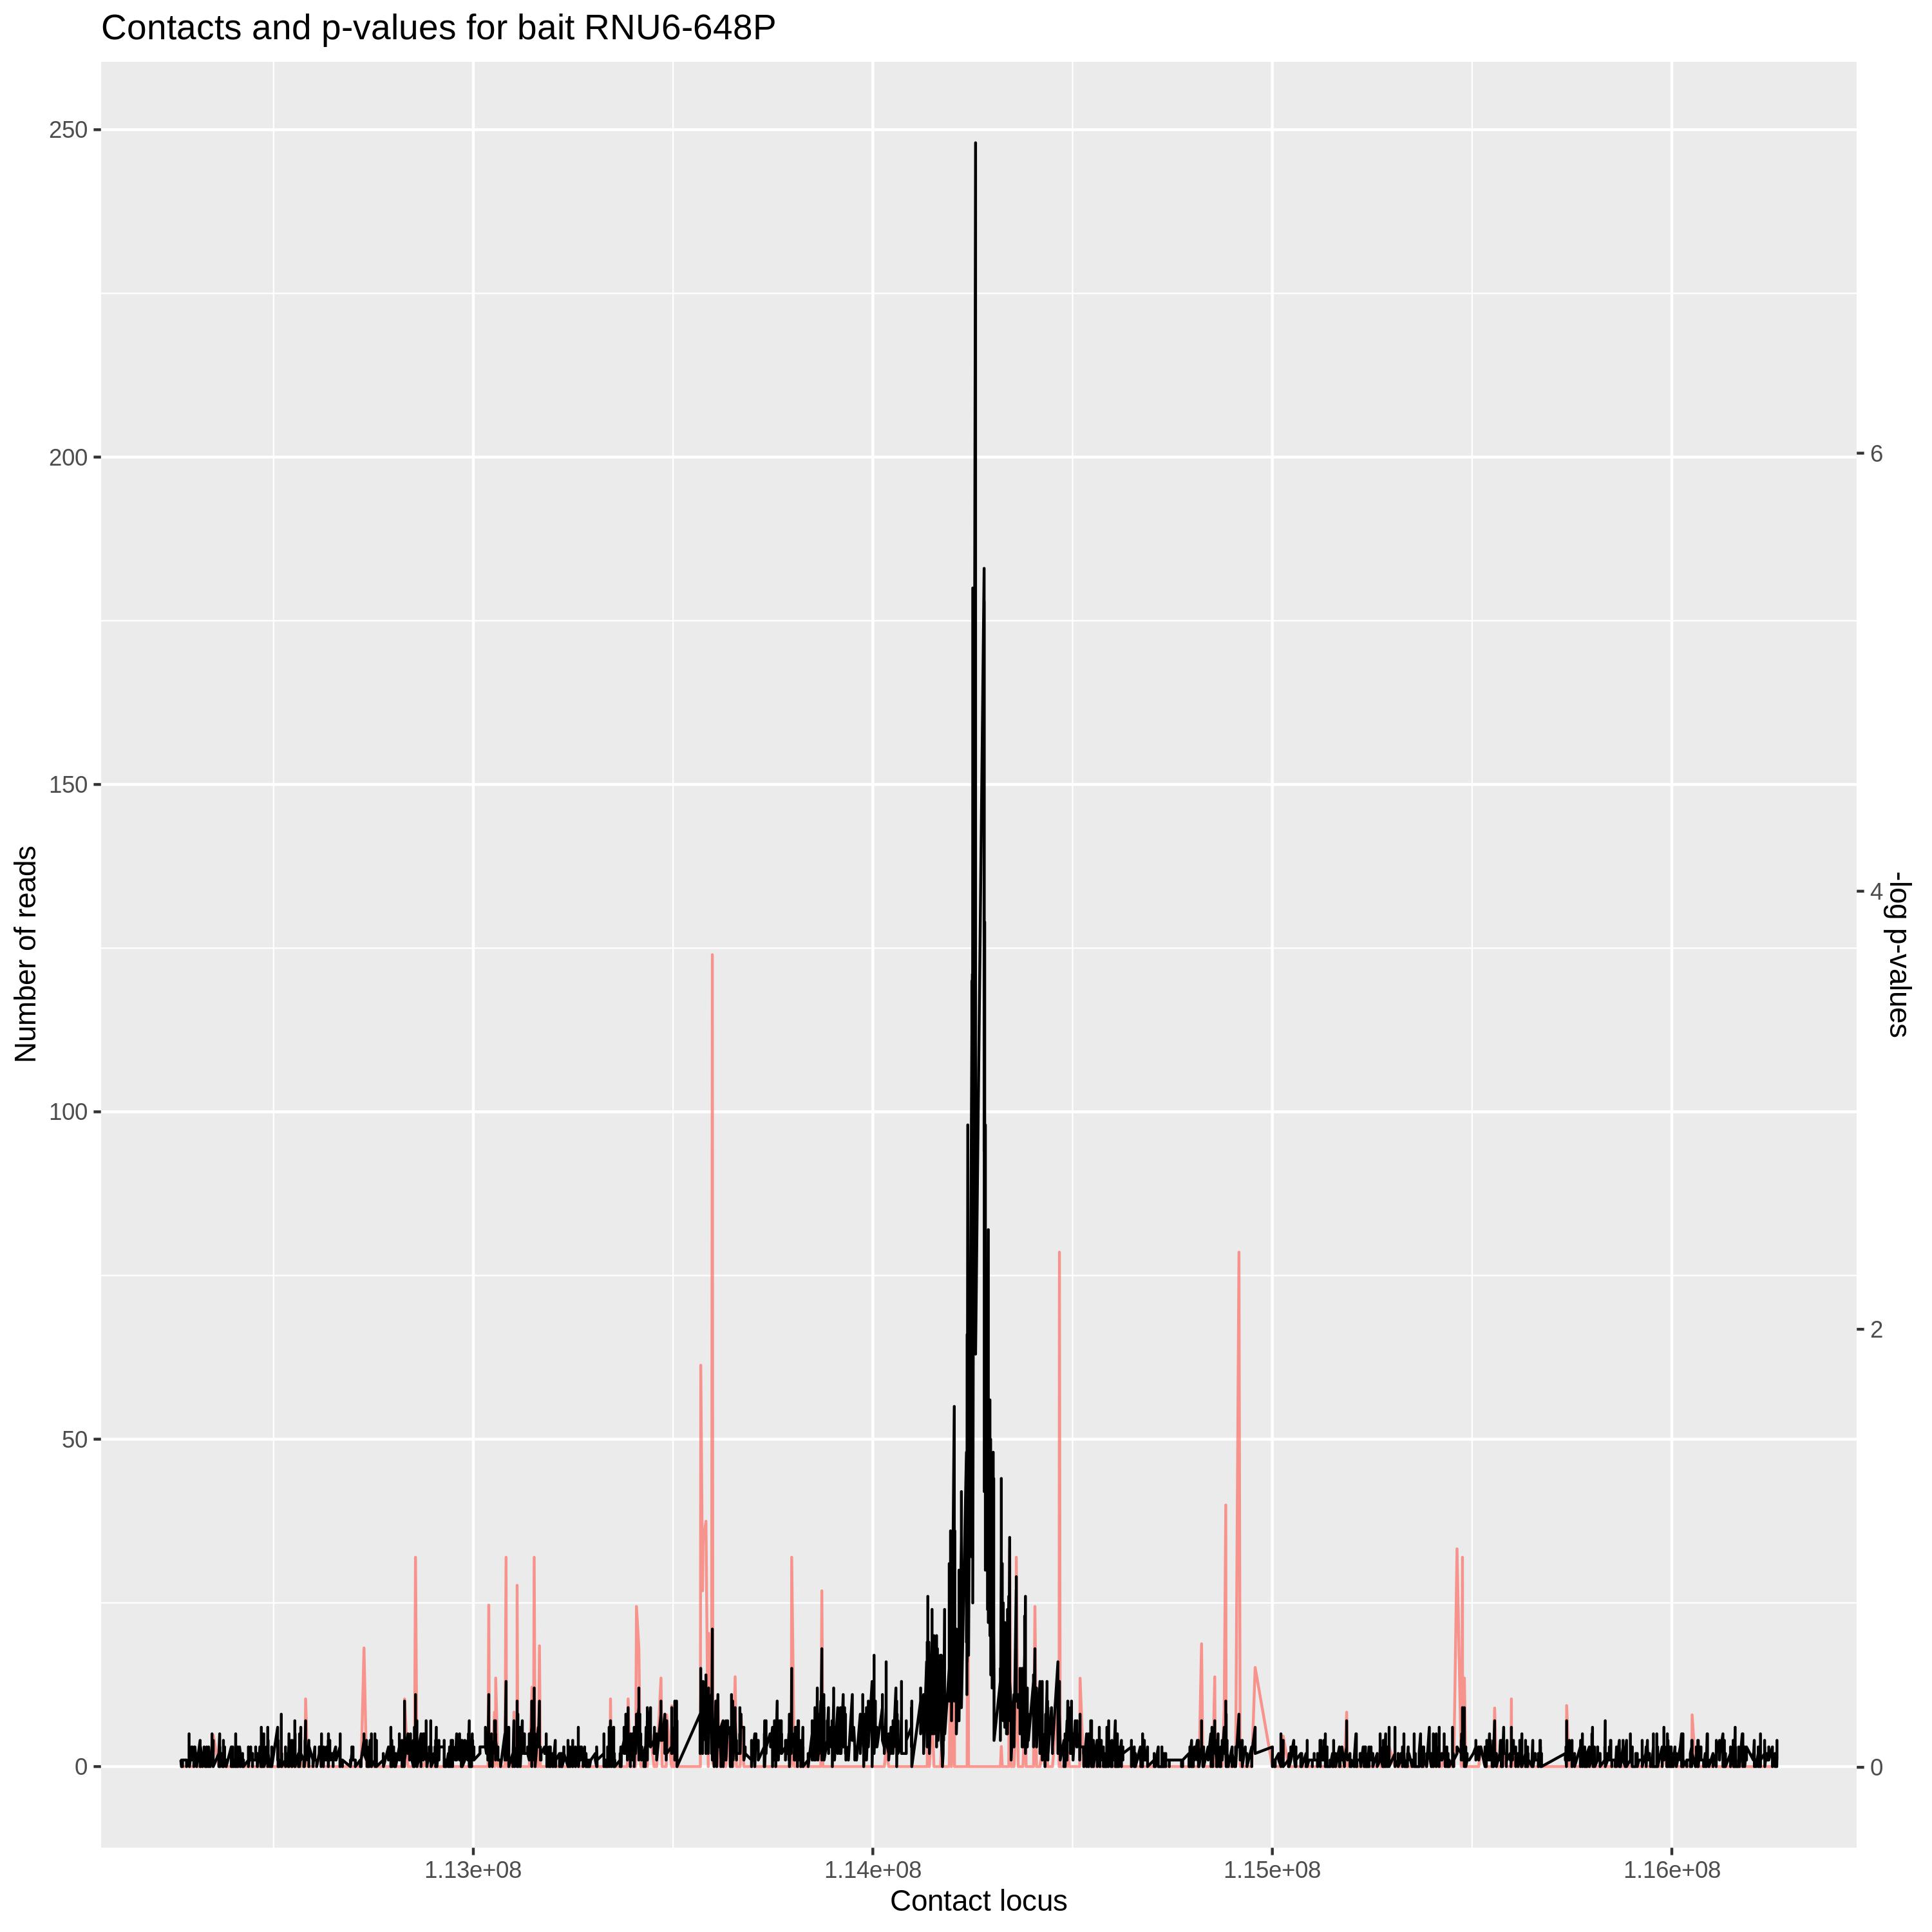 Contacts and p-values for bait RNU6-648P
250
200
150
100
50
0
Number of reads
6
4
2
0
-log p-values
1.13e+08
1.14e+08
1.15e+08
1.16e+08
Contact locus